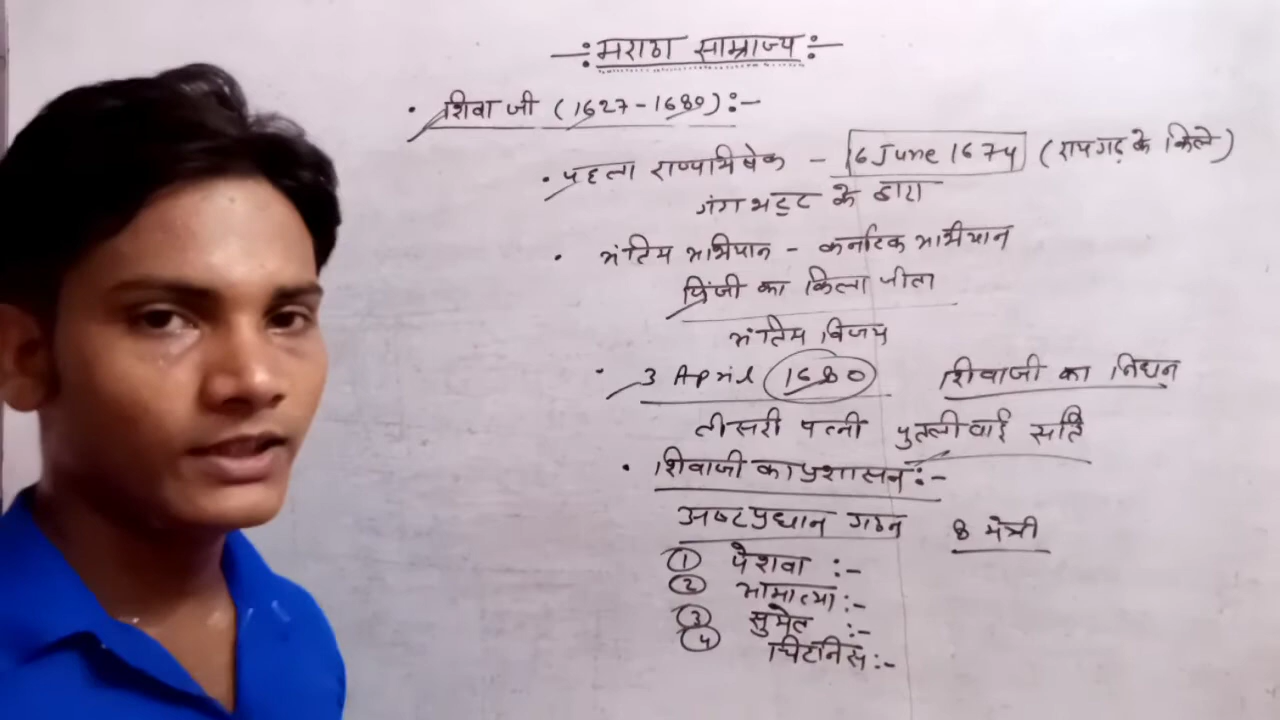 -: मराठा साम्राज्य :-
• शिवाजी (1627-1680) :-
• पहला राज्याभिषेक - 16 June 1674 (रायगढ़ के किले)
गंगभट्ट के द्वारा
• अंतिम अभियान - कर्नाटक अभियान
जिंजी का किला जीता
अंतिम विजय
• 3 April 1680 शिवाजी का निधन
तीसरी पत्नी पुतलीवाई सति
• शिवाजी का प्रशासन :-
अष्टप्रधान गठन 8 मंत्री
① पेशवा :-
② आमात्या :-
③ सुमेत :-
④ चिटनिस :-